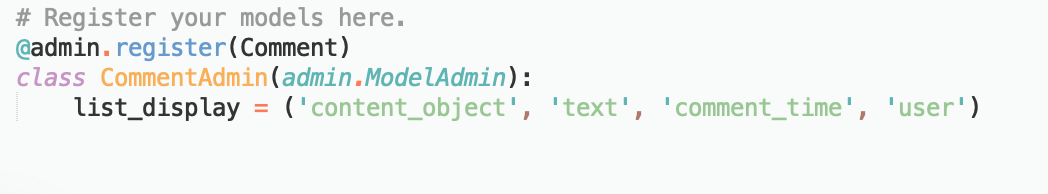 # Register your models here.
@admin.register(Comment)
class CommentAdmin(admin.ModelAdmin):
    list_display = ('content_object', 'text', 'comment_time', 'user')